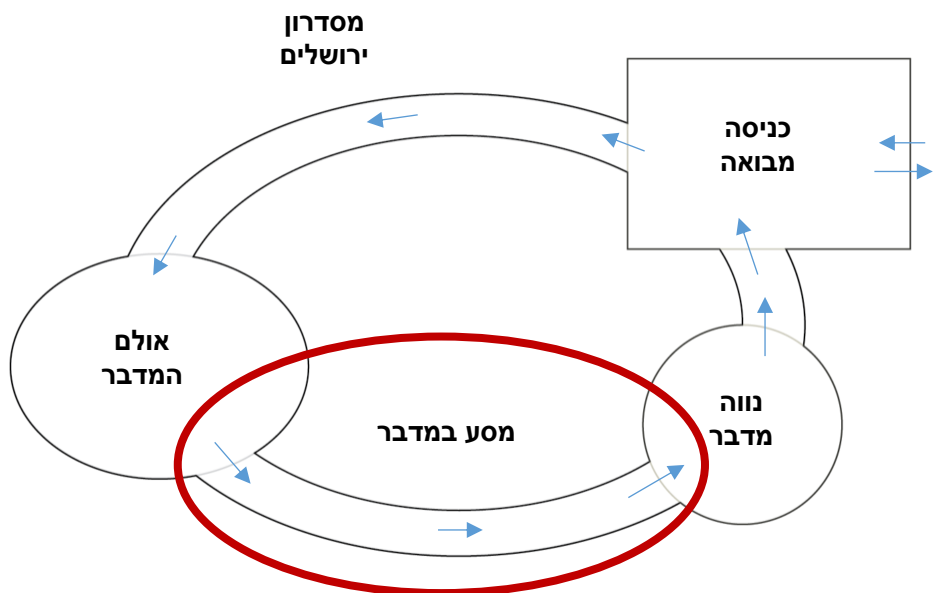 מסדרון
ירושלים
כניסה
מבואה
אולם
המדבר
מסע במדבר
נווה
מדבר